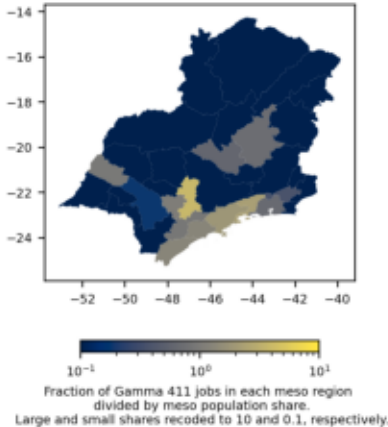 −14
−16
−18
−20
−22
−24
−52 −50 −48 −46 −44 −42 −40
10⁻¹ 10⁰ 10¹
Fraction of Gamma 411 jobs in each meso region
divided by meso population share.
Large and small shares recoded to 10 and 0.1, respectively.